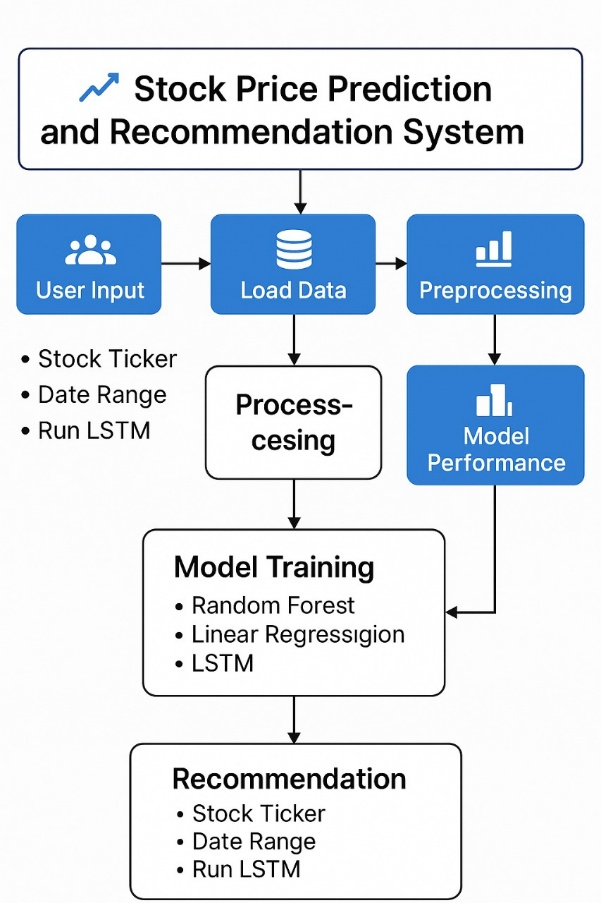 Stock Price Prediction
and Recommendation System
User Input
Load Data
Preprocessing
• Stock Ticker
• Date Range
• Run LSTM
Process-
cesing
Model
Performance
Model Training
• Random Forest
• Linear Regressıgion
• LSTM
Recommendation
• Stock Ticker
• Date Range
• Run LSTM